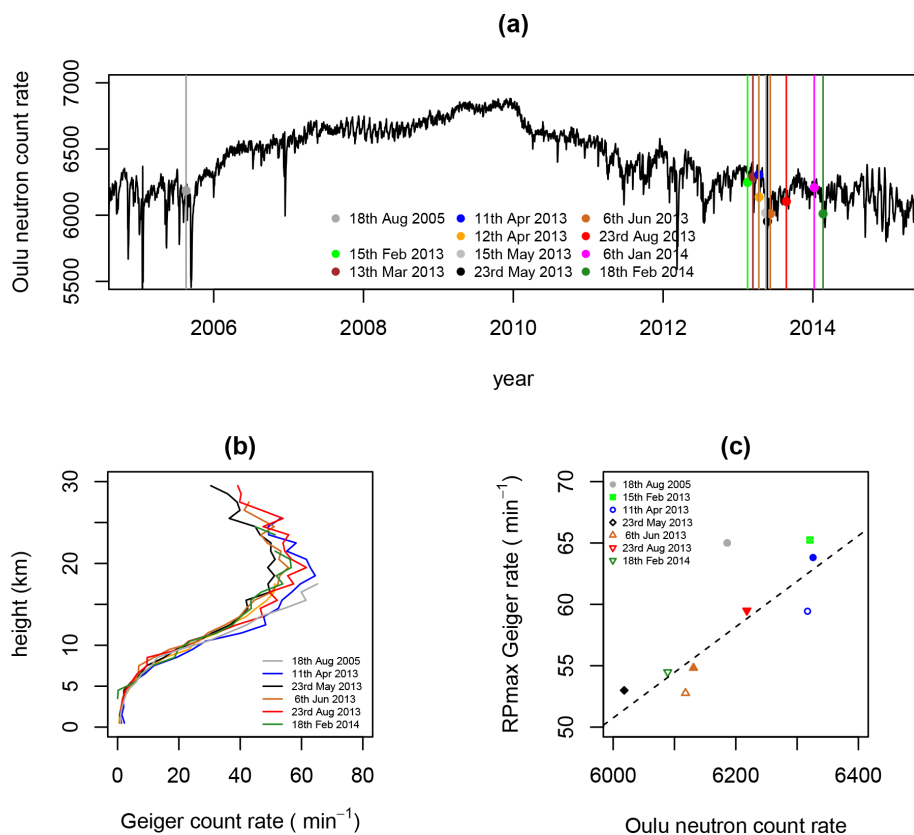 (a)
Oulu neutron count rate
7000
6500
6000
5500
18th Aug 2005
15th Feb 2013
13th Mar 2013
11th Apr 2013
12th Apr 2013
15th May 2013
23rd May 2013
6th Jun 2013
23rd Aug 2013
6th Jan 2014
18th Feb 2014
2006 2008 2010 2012 2014
year
(b)
height (km)
30
20
10
5
0
18th Aug 2005
11th Apr 2013
23rd May 2013
6th Jun 2013
23rd Aug 2013
18th Feb 2014
0 20 40 60 80
Geiger count rate ( min⁻¹)
(c)
RPmax Geiger rate ( min⁻¹)
70
65
60
55
50
18th Aug 2005
15th Feb 2013
11th Apr 2013
23rd May 2013
6th Jun 2013
23rd Aug 2013
18th Feb 2014
6000 6200 6400
Oulu neutron count rate